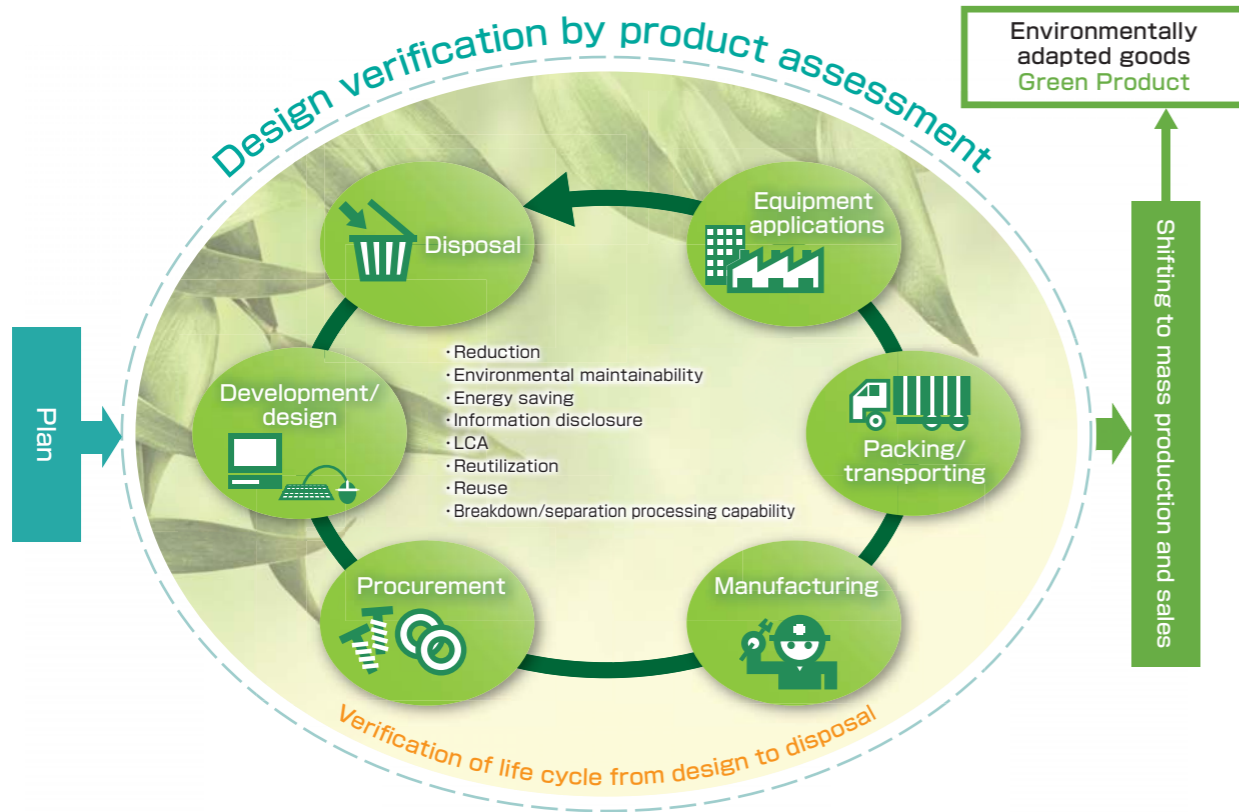 Design verification by product assessment
Environmentally
adapted goods
Green Product
Plan
Disposal
Equipment
applications
Development/
design
・Reduction
・Environmental maintainability
・Energy saving
・Information disclosure
・LCA
・Reutilization
・Reuse
・Breakdown/separation processing capability
Packing/
transporting
Procurement
Manufacturing
Verification of life cycle from design to disposal
Shifting to mass production and sales